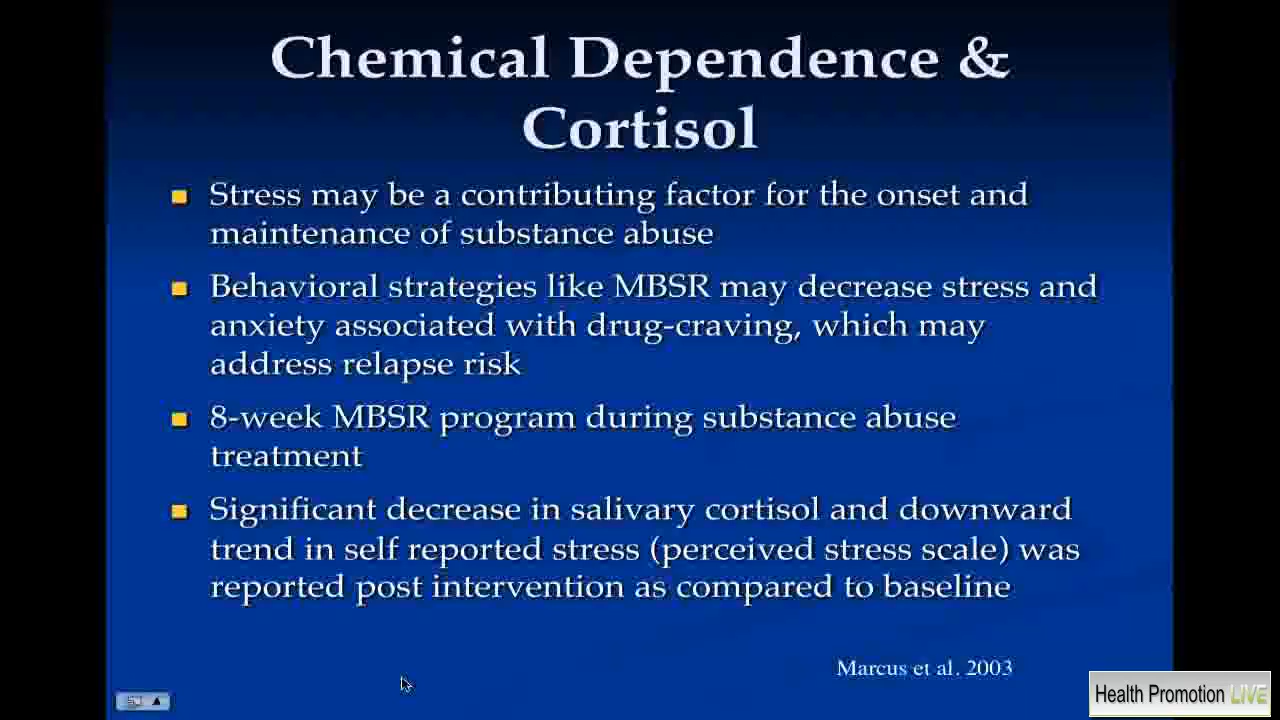 Chemical Dependence &
Cortisol
Stress may be a contributing factor for the onset and
maintenance of substance abuse
Behavioral strategies like MBSR may decrease stress and
anxiety associated with drug-craving, which may
address relapse risk
8-week MBSR program during substance abuse
treatment
Significant decrease in salivary cortisol and downward
trend in self reported stress (perceived stress scale) was
reported post intervention as compared to baseline
Marcus et al. 2003
Health Promotion LIVE